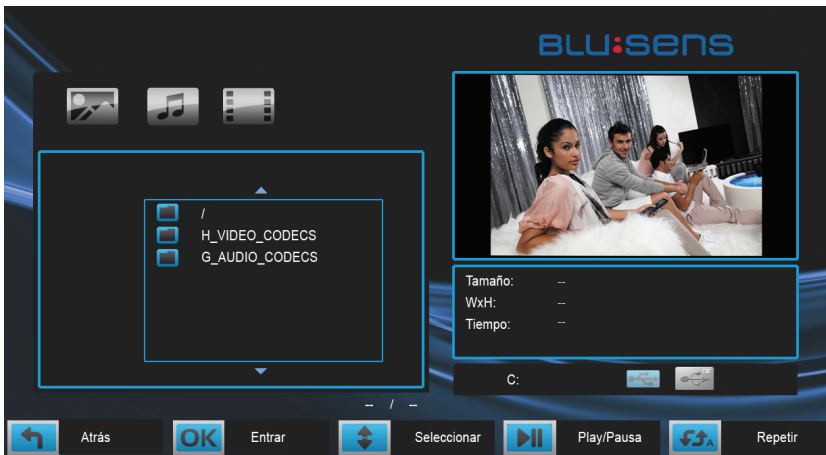 BLU:SENS
/
H_VIDEO_CODECS
G_AUDIO_CODECS
Tamaño: --
WxH: --
Tiempo: --
C:
-- / --
Atrás
OK Entrar
Seleccionar
Play/Pausa
A Repetir